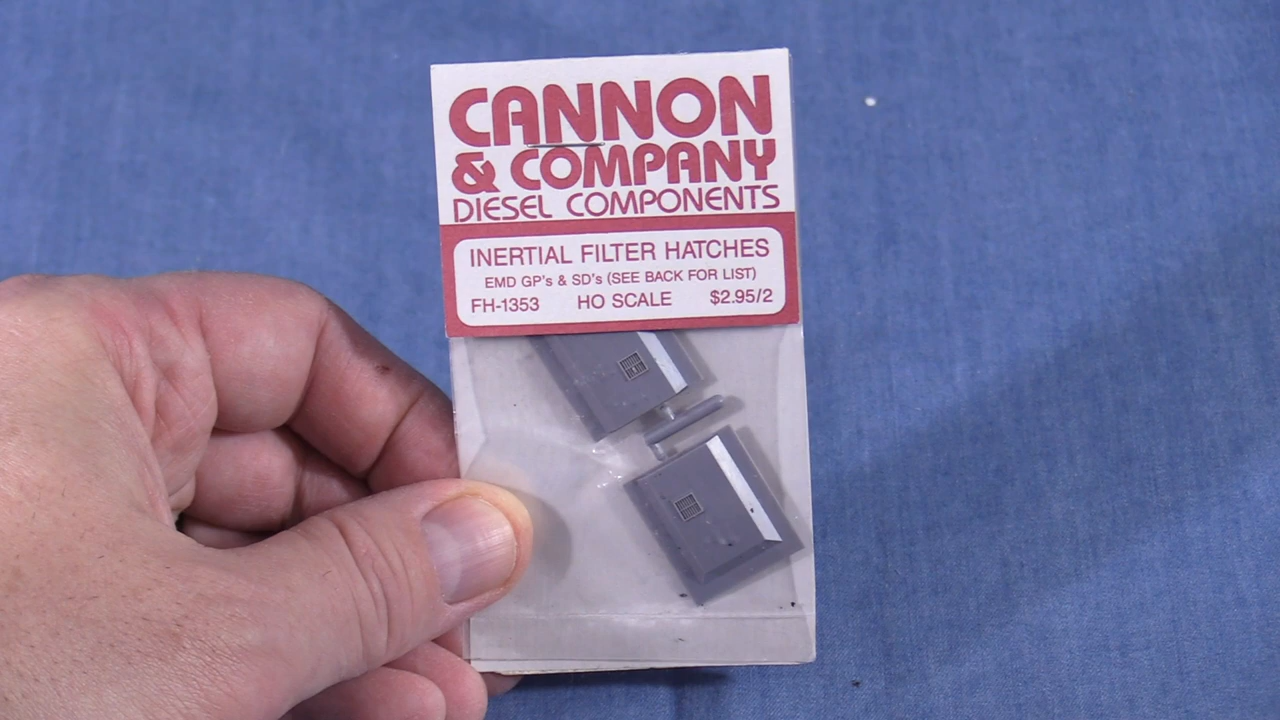 CANNON
& COMPANY
DIESEL COMPONENTS
INERTIAL FILTER HATCHES
EMD GP's & SD's (SEE BACK FOR LIST)
FH-1353 HO SCALE $2.95/2